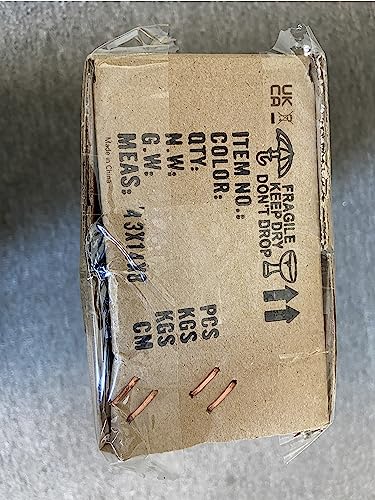 UK
CA
FRAGILE
KEEP DRY
DON'T DROP
ITEM NO.:
COLOR:
QTY: PCS
N.W: KGS
G.W: KGS
MEAS: CM
Made in China